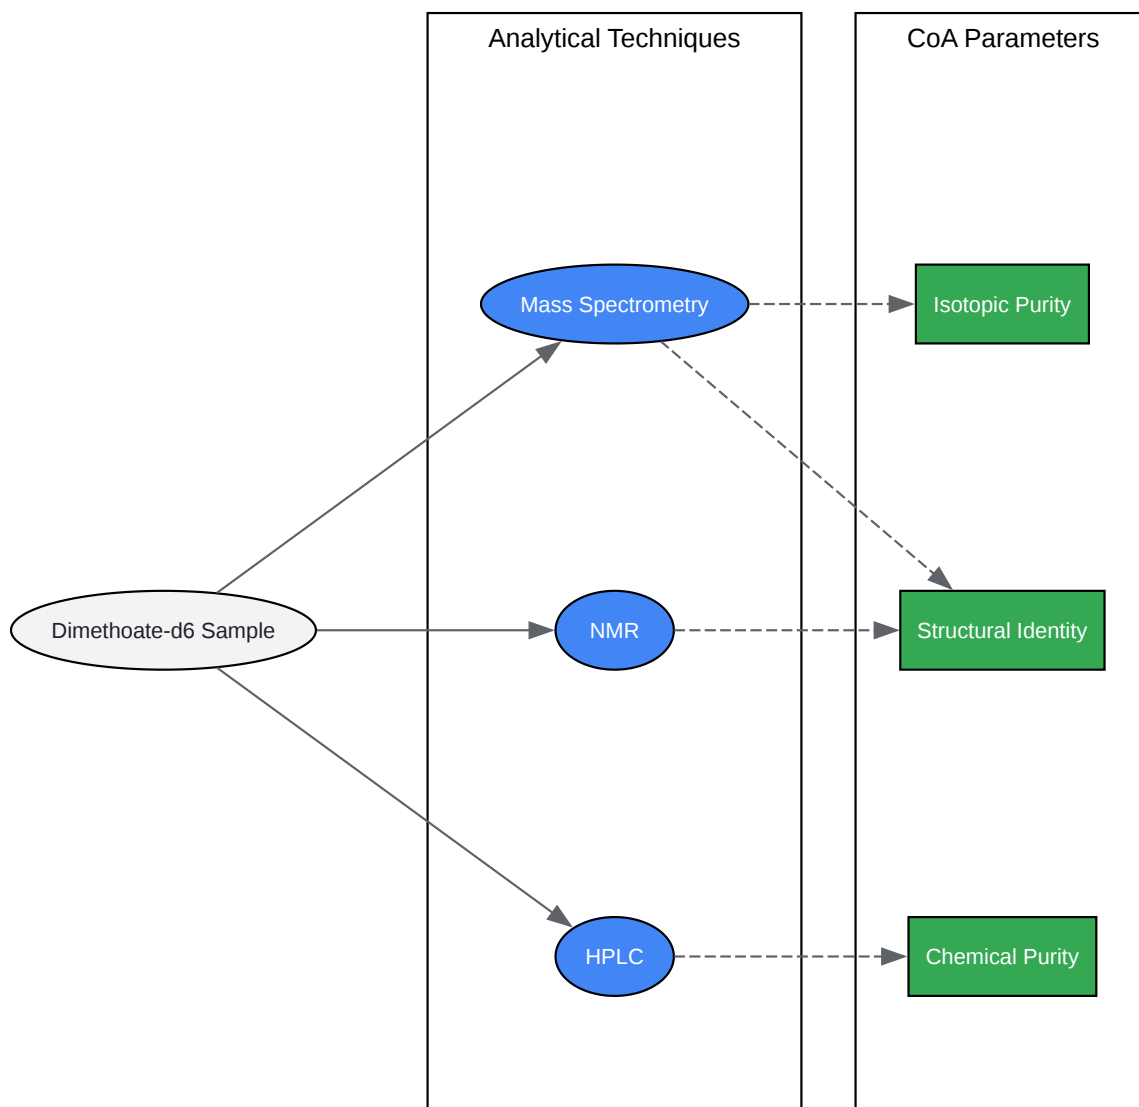 Analytical Techniques
CoA Parameters
Mass Spectrometry
Isotopic Purity
Dimethoate-d6 Sample
NMR
Structural Identity
HPLC
Chemical Purity